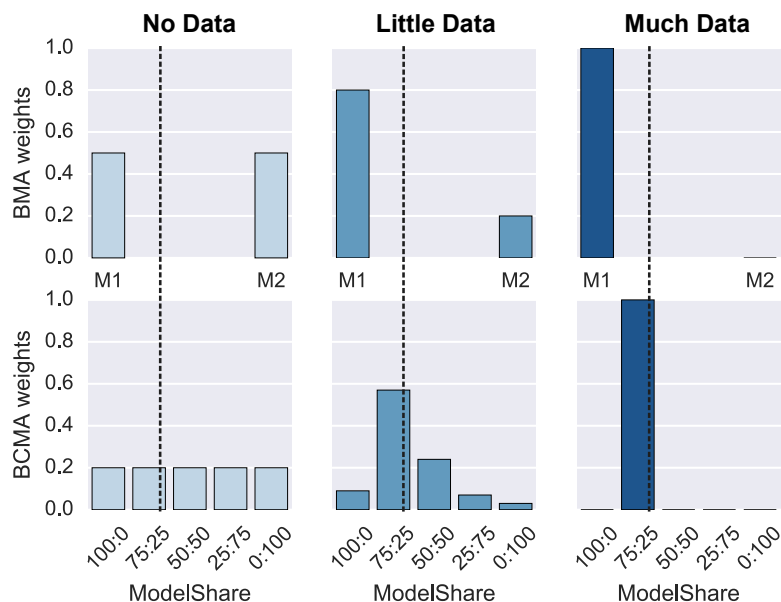 No Data Little Data Much Data
BMA weights
1.0
0.8
0.6
0.4
0.2
0.0
M1 M2 M1 M2 M1 M2
BCMA weights
1.0
0.8
0.6
0.4
0.2
0.0
100:0 75:25 50:50 25:75 0:100 100:0 75:25 50:50 25:75 0:100 100:0 75:25 50:50 25:75 0:100
ModelShare ModelShare ModelShare